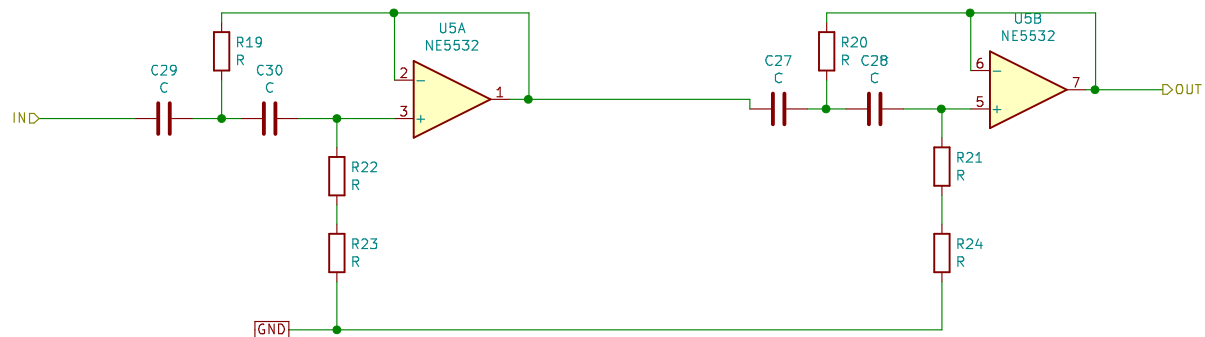 U5A
NE5532
R19
R
C29
C
C30
C
2
-
1
3
+
IN
R22
R
R23
R
GND
U5B
NE5532
R20
R
C27
C
C28
C
6
-
7
5
+
OUT
R21
R
R24
R